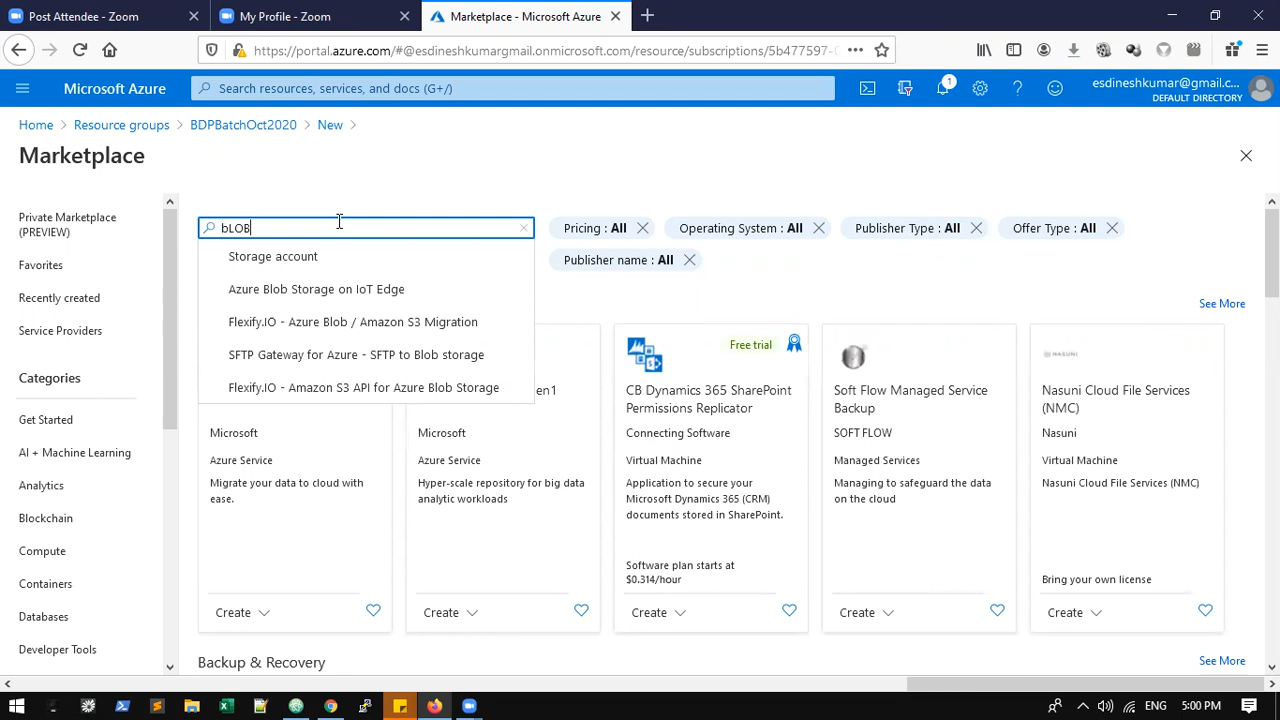 Post Attendee - Zoom
My Profile - Zoom
Marketplace - Microsoft Azure
https://portal.azure.com/#@esdineshkumargmail.onmicrosoft.com/resource/subscriptions/5b477597-
Microsoft Azure
Search resources, services, and docs (G+/)
1
esdineshkumar@gmail.c...
DEFAULT DIRECTORY
Home
Resource groups
BDPBatchOct2020
New
Marketplace
Private Marketplace
(PREVIEW)
Favorites
Recently created
Service Providers
Categories
Get Started
AI + Machine Learning
Analytics
Blockchain
Compute
Containers
Databases
Developer Tools
bLOB
Storage account
Azure Blob Storage on IoT Edge
Flexify.IO - Azure Blob / Amazon S3 Migration
SFTP Gateway for Azure - SFTP to Blob storage
Flexify.IO - Amazon S3 API for Azure Blob Storage
Pricing : All
Operating System : All
Publisher Type : All
Offer Type : All
Publisher name : All
See More
Microsoft
Azure Service
Migrate your data to cloud with
ease.
Create
en1
Microsoft
Azure Service
Hyper-scale repository for big data
analytic workloads
Create
Free trial
CB Dynamics 365 SharePoint
Permissions Replicator
Connecting Software
Virtual Machine
Application to secure your
Microsoft Dynamics 365 (CRM)
documents stored in SharePoint.
Software plan starts at
$0.314/hour
Create
Soft Flow Managed Service
Backup
SOFT FLOW
Managed Services
Managing to safeguard the data
on the cloud
Create
NASUNI
Nasuni Cloud File Services
(NMC)
Nasuni
Virtual Machine
Nasuni Cloud File Services (NMC)
Bring your own license
Create
Backup & Recovery
See More
ENG
5:00 PM